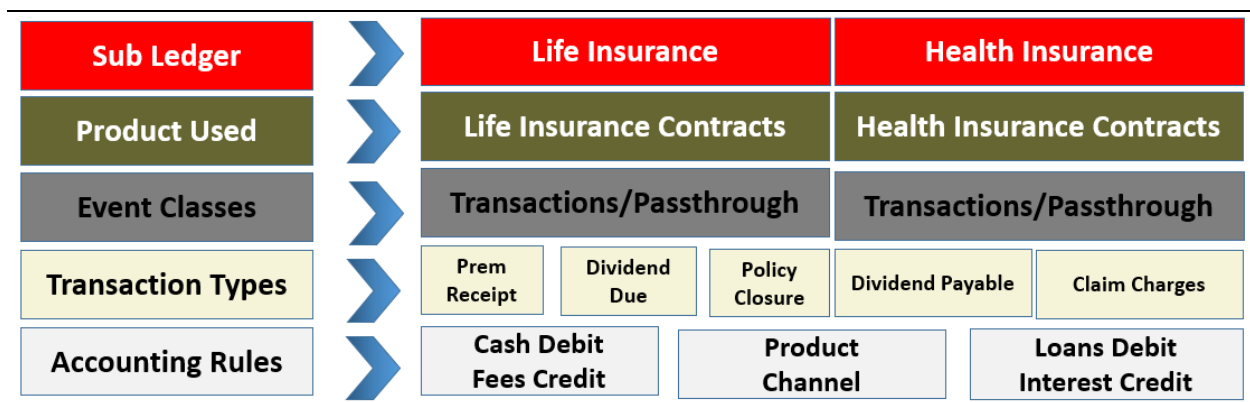 Sub Ledger
Life Insurance
Health Insurance
Product Used
Life Insurance Contracts
Health Insurance Contracts
Event Classes
Transactions/Passthrough
Transactions/Passthrough
Transaction Types
Prem
Receipt
Dividend
Due
Policy
Closure
Dividend Payable
Claim Charges
Accounting Rules
Cash Debit
Fees Credit
Product
Channel
Loans Debit
Interest Credit